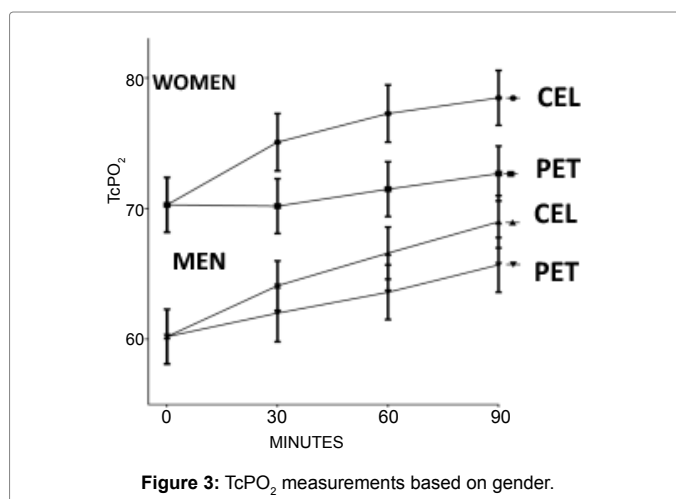 80
WOMEN
CEL
TcPO₂
PET
70
CEL
MEN
PET
60
0 30 60 90
MINUTES
Figure 3: TcPO₂ measurements based on gender.